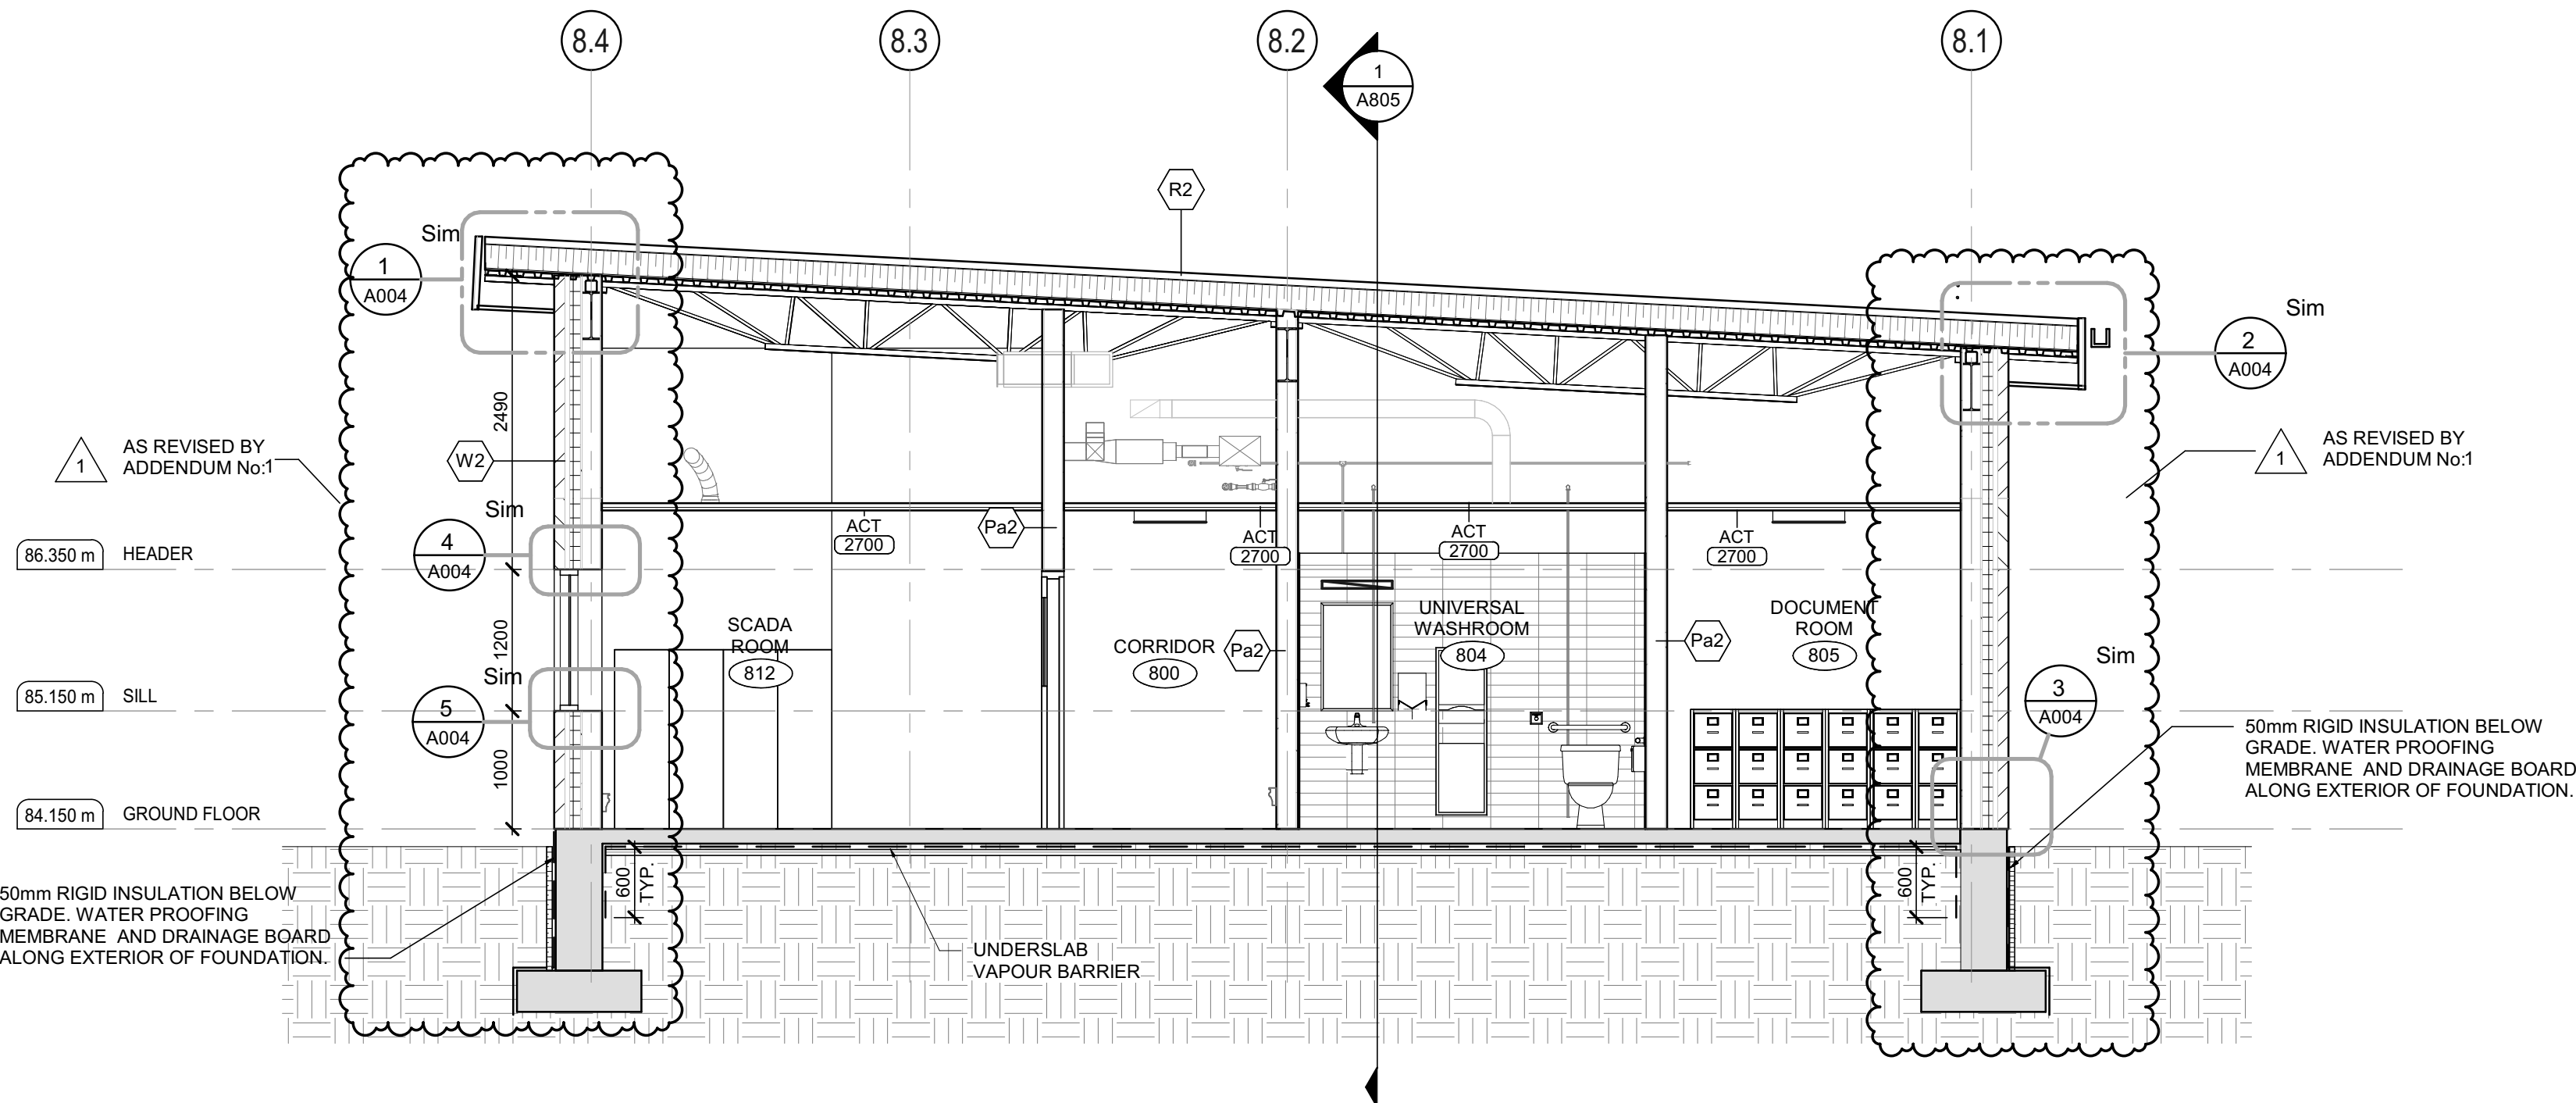 8.4
8.3
8.2
8.1
1
A805
R2
Sim
1
A004
Sim
2
A004
2490
W2
1
AS REVISED BY
ADDENDUM No:1
1
AS REVISED BY
ADDENDUM No:1
Sim
4
A004
86.350 m
HEADER
ACT
2700
Pa2
ACT
2700
ACT
2700
ACT
2700
1200
SCADA
ROOM
812
CORRIDOR
800
Pa2
UNIVERSAL
WASHROOM
804
Pa2
DOCUMENT
ROOM
805
Sim
5
A004
85.150 m
SILL
Sim
3
A004
1000
84.150 m
GROUND FLOOR
50mm RIGID INSULATION BELOW
GRADE. WATER PROOFING
MEMBRANE AND DRAINAGE BOARD
ALONG EXTERIOR OF FOUNDATION.
600
TYP.
600
TYP.
50mm RIGID INSULATION BELOW
GRADE. WATER PROOFING
MEMBRANE AND DRAINAGE BOARD
ALONG EXTERIOR OF FOUNDATION.
UNDERSLAB
VAPOUR BARRIER